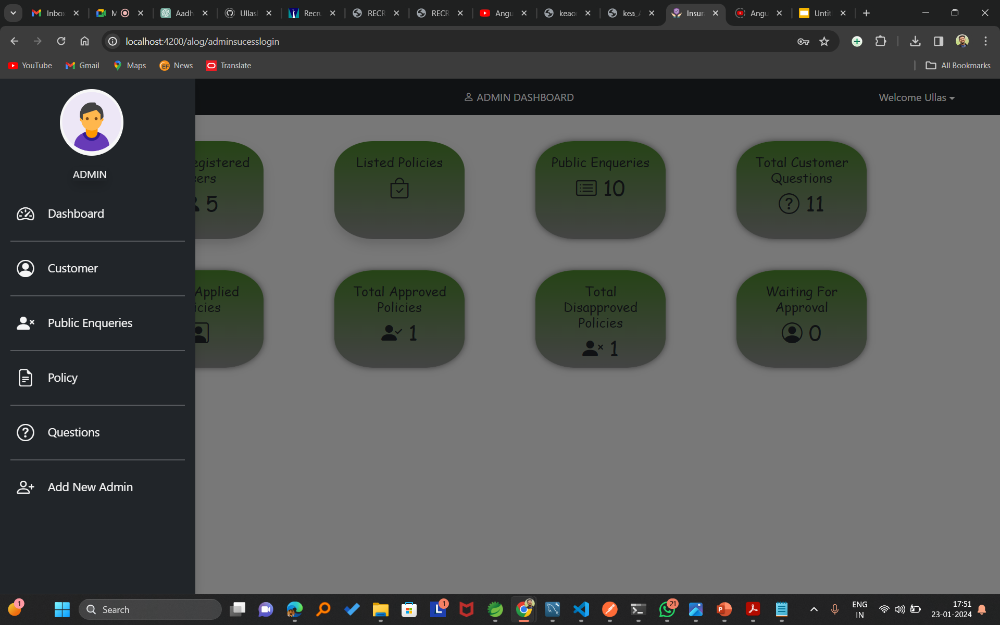 Inbox
M
Aadh
Ullas
Recru
RECR
RECR
Angu
keao
kea_
Insur
Angu
Untit
localhost:4200/alog/adminsucesslogin
YouTube
Gmail
Maps
EF
News
Translate
All Bookmarks
ADMIN DASHBOARD
Welcome Ullas
ADMIN
Dashboard
Customer
Public Enqueries
Policy
Questions
Add New Admin
egistered
ers
5
Listed Policies
Public Enqueries
10
Total Customer
Questions
11
Applied
icies
Total Approved
Policies
1
Total
Disapproved
Policies
1
Waiting For
Approval
0
1
Search
L
1
21
P
ENG
IN
17:51
23-01-2024